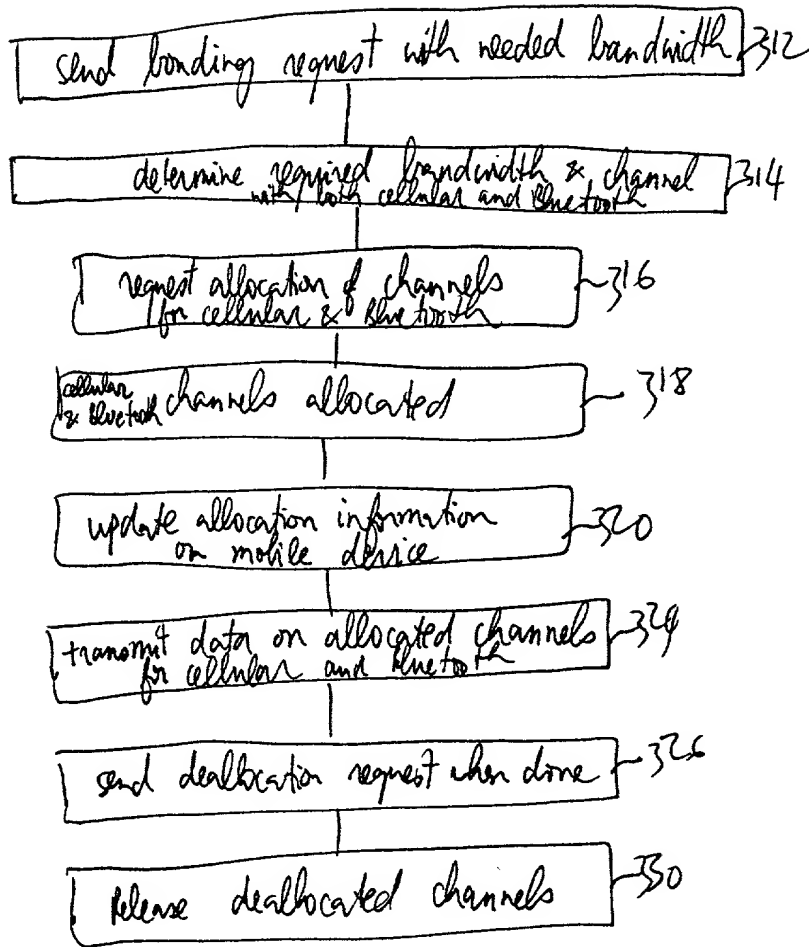 send bonding request with needed bandwidth 312
determine required bandwidth & channel 314
with both cellular and Bluetooth
request allocation of channels 316
for cellular & Bluetooth
cellular
& Bluetooth channels allocated 318
update allocation information 320
on mobile device
transmit data on allocated channels 324
for cellular and Bluetooth
send deallocation request when done 326
Release deallocated channels 330